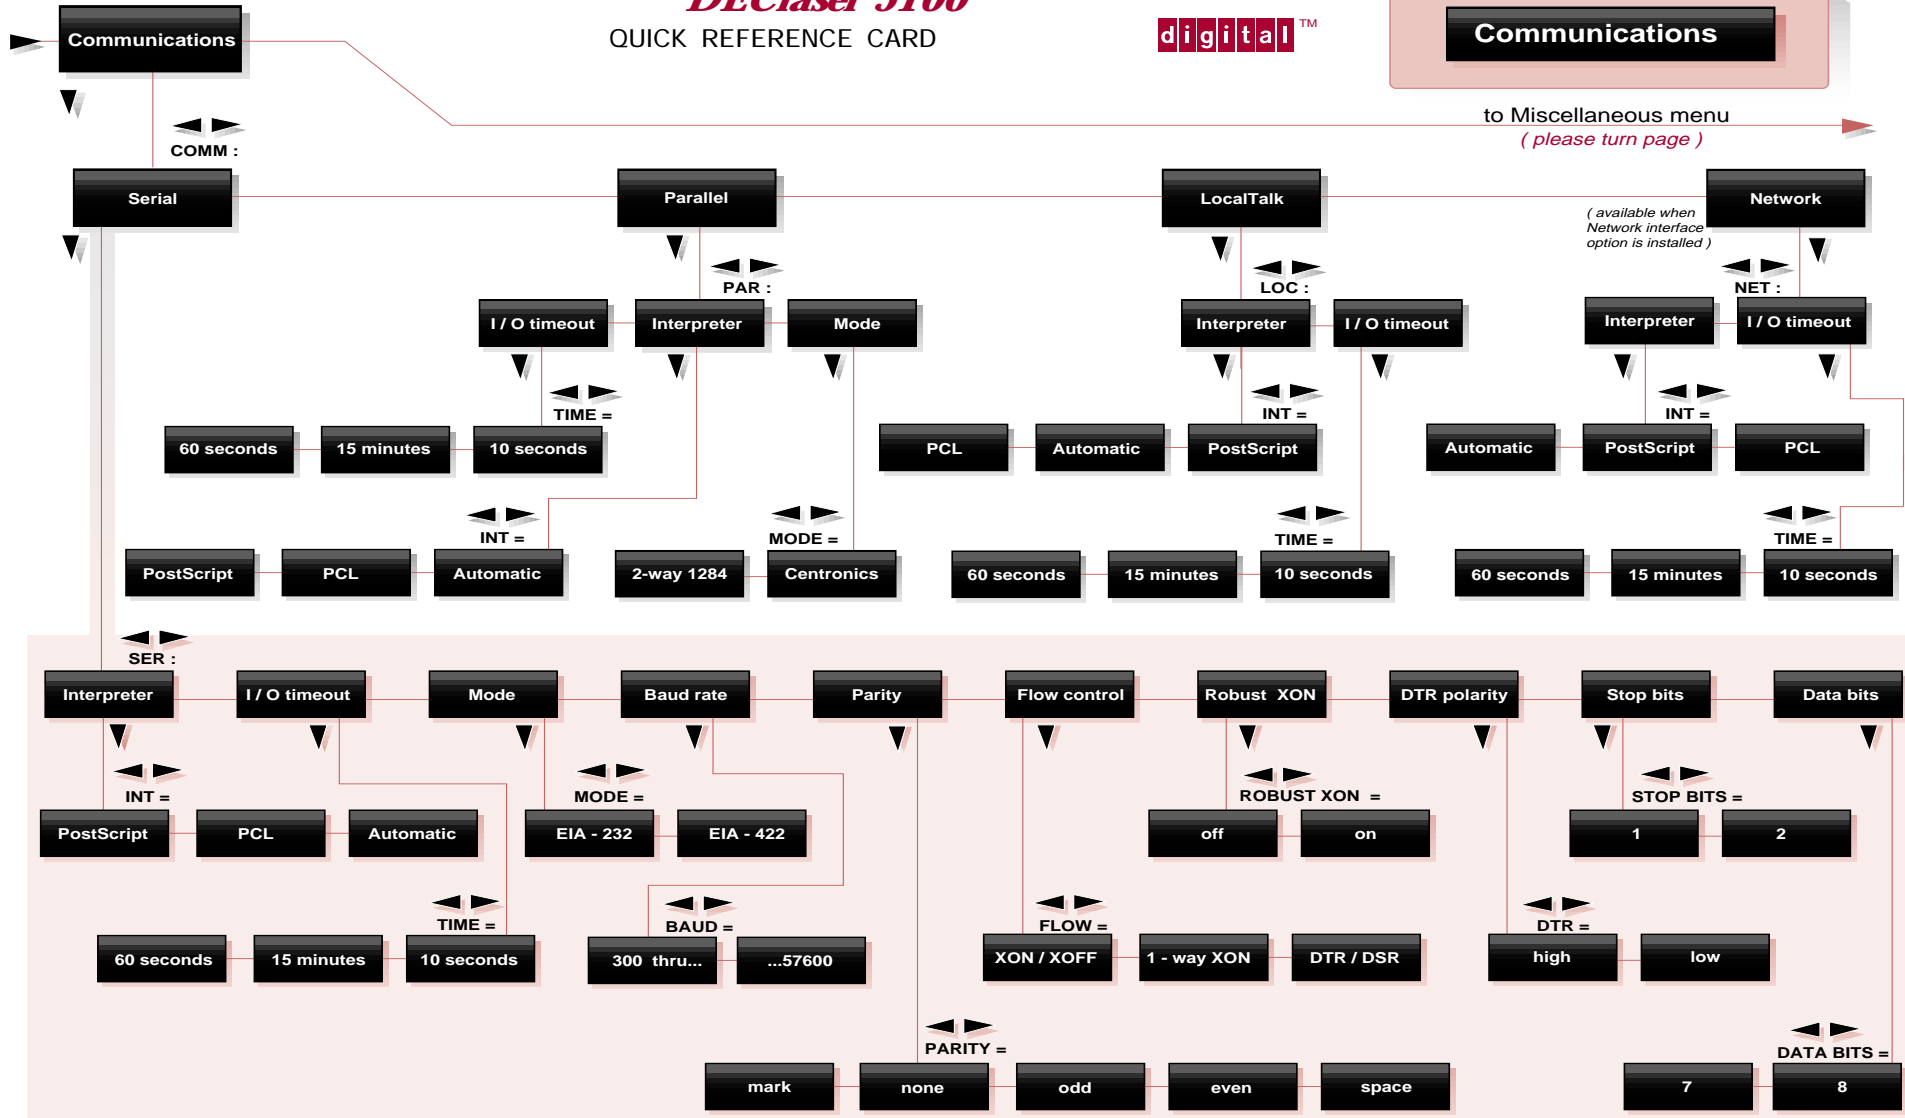 DEClaser 5100
QUICK REFERENCE CARD
digital™
Communications
Communications
to Miscellaneous menu
( please turn page )
COMM :
Serial
Parallel
LocalTalk
Network
( available when
Network interface
option is installed )
PAR :
LOC :
NET :
I / O timeout
Interpreter
Mode
Interpreter
I / O timeout
Interpreter
I / O timeout
TIME =
INT =
INT =
60 seconds
15 minutes
10 seconds
PCL
Automatic
PostScript
Automatic
PostScript
PCL
INT =
MODE =
TIME =
TIME =
PostScript
PCL
Automatic
2-way 1284
Centronics
60 seconds
15 minutes
10 seconds
60 seconds
15 minutes
10 seconds
SER :
Interpreter
I / O timeout
Mode
Baud rate
Parity
Flow control
Robust XON
DTR polarity
Stop bits
Data bits
INT =
MODE =
ROBUST XON =
STOP BITS =
PostScript
PCL
Automatic
EIA - 232
EIA - 422
off
on
1
2
TIME =
BAUD =
FLOW =
DTR =
60 seconds
15 minutes
10 seconds
300 thru...
...57600
XON / XOFF
1 - way XON
DTR / DSR
high
low
PARITY =
DATA BITS =
mark
none
odd
even
space
7
8